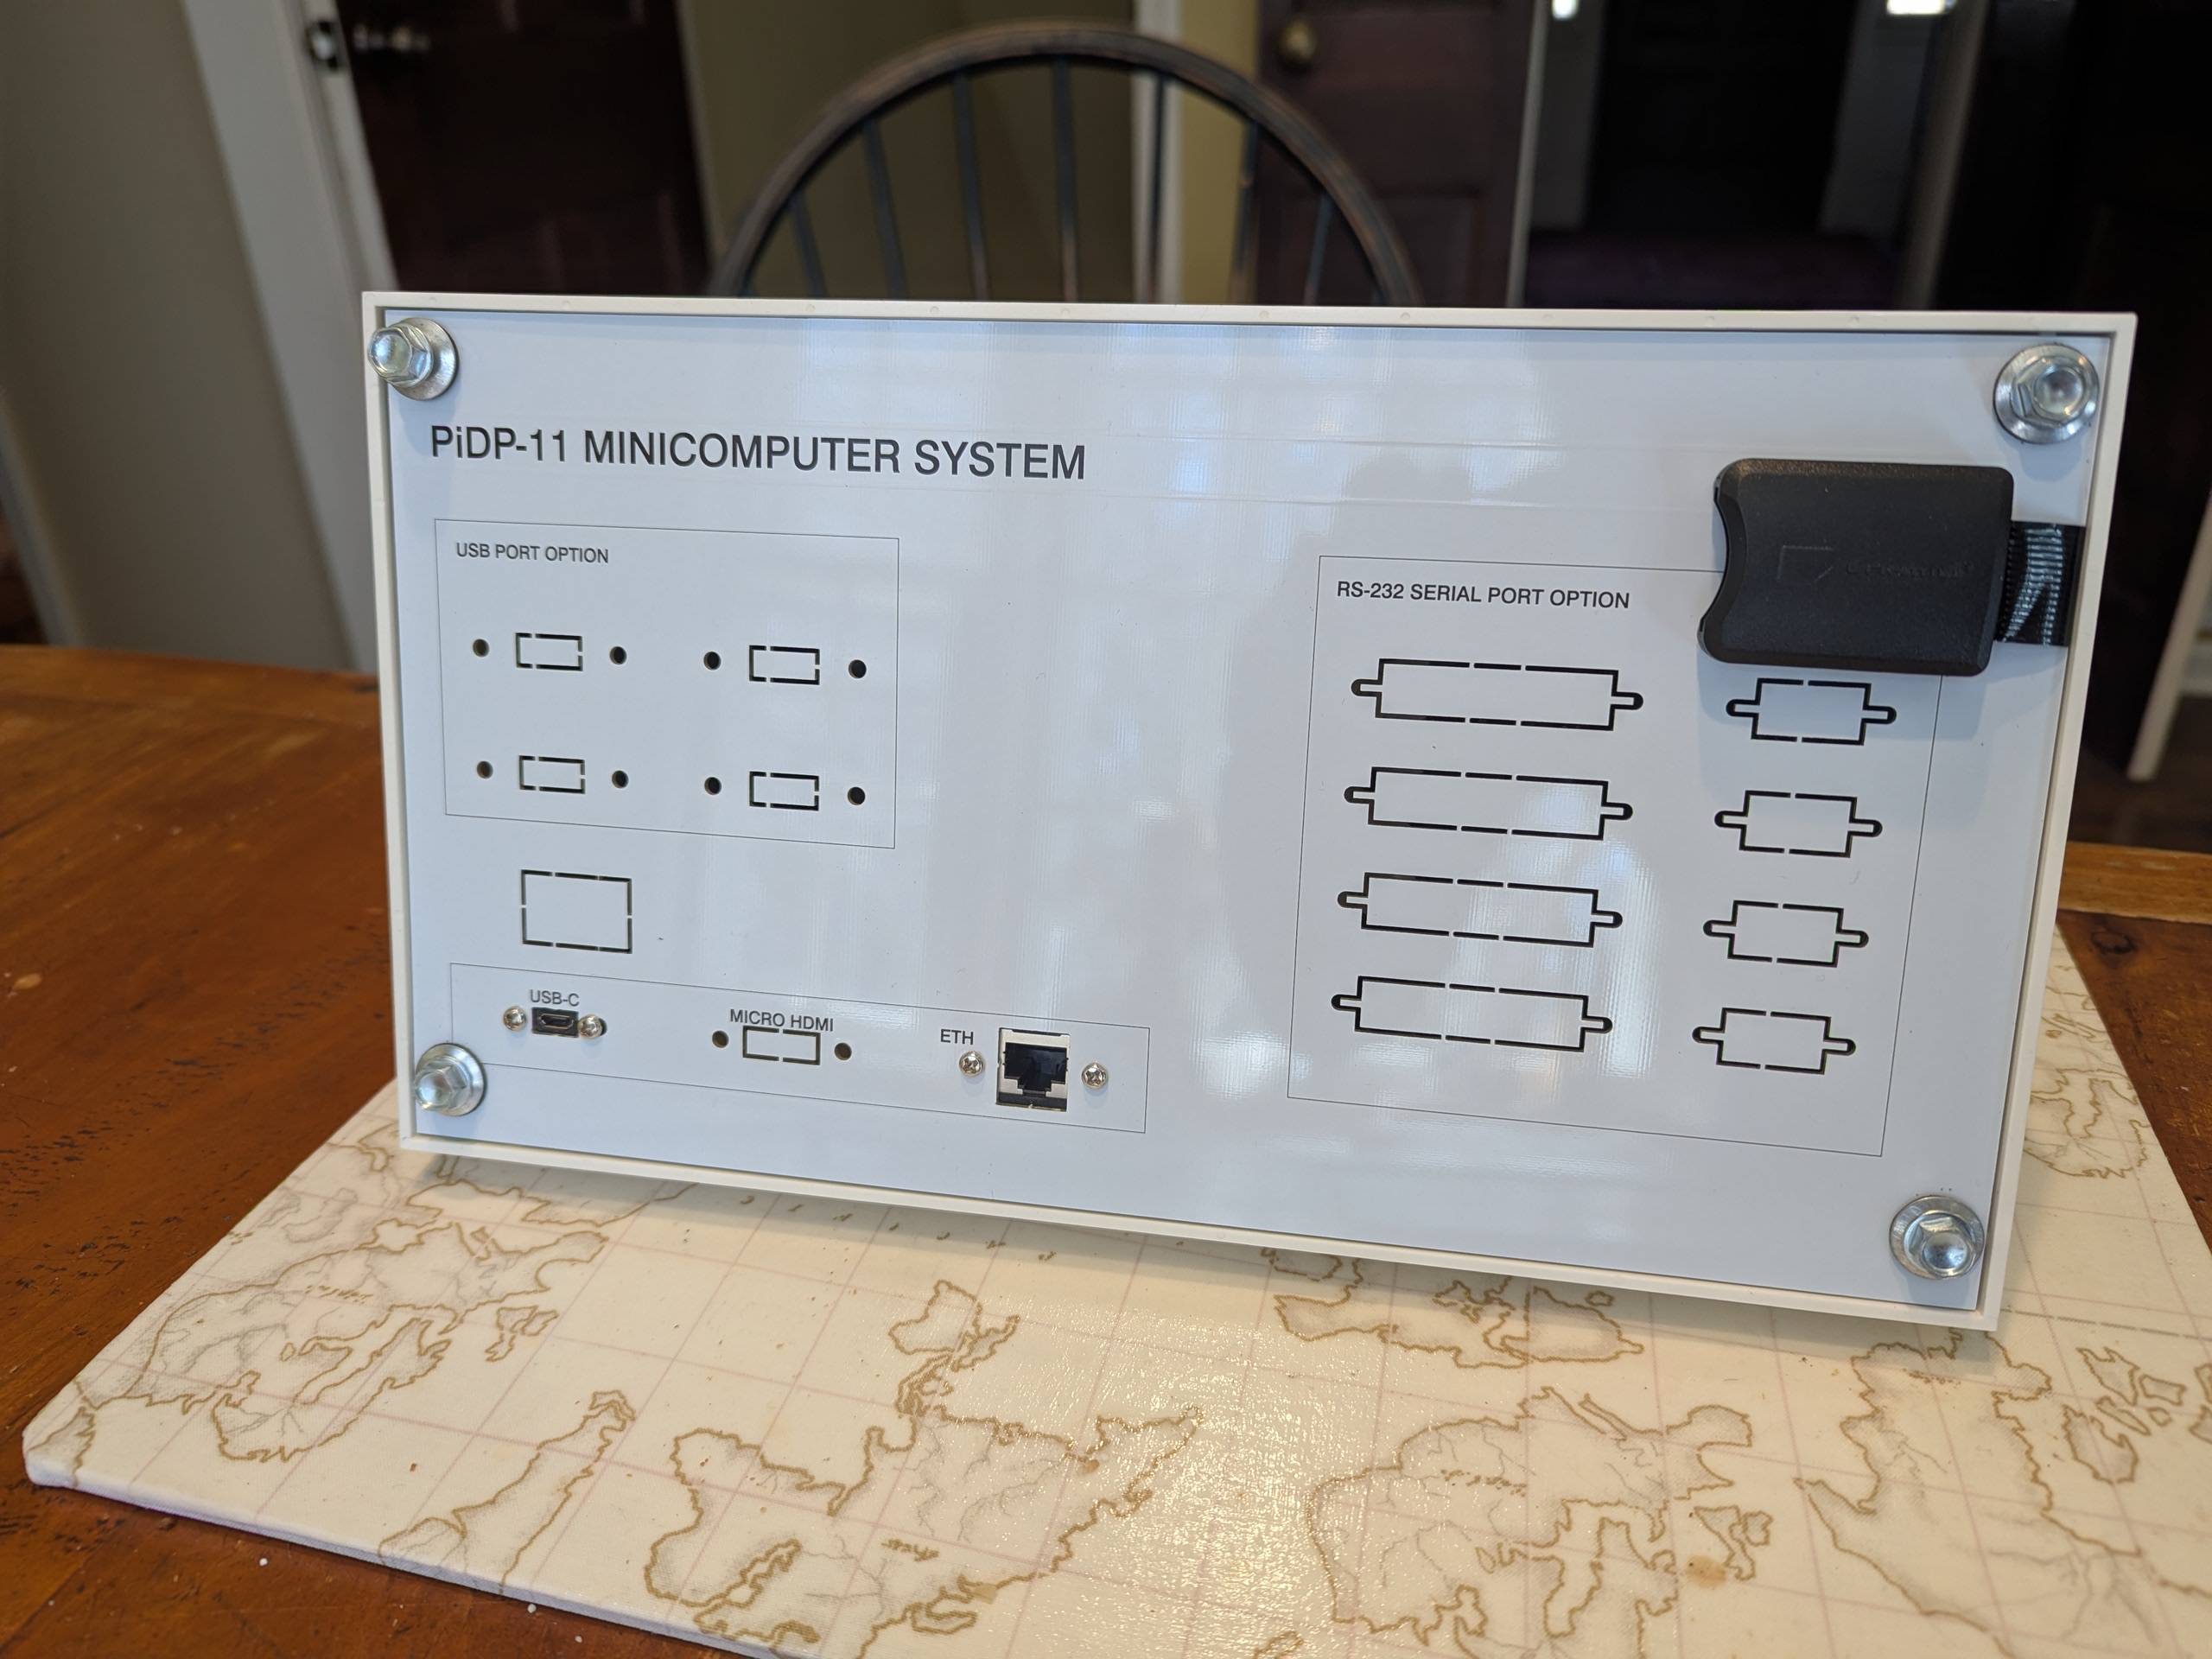 PiDP-11 MINICOMPUTER SYSTEM
USB PORT OPTION
RS-232 SERIAL PORT OPTION
USB-C
MICRO HDMI
ETH